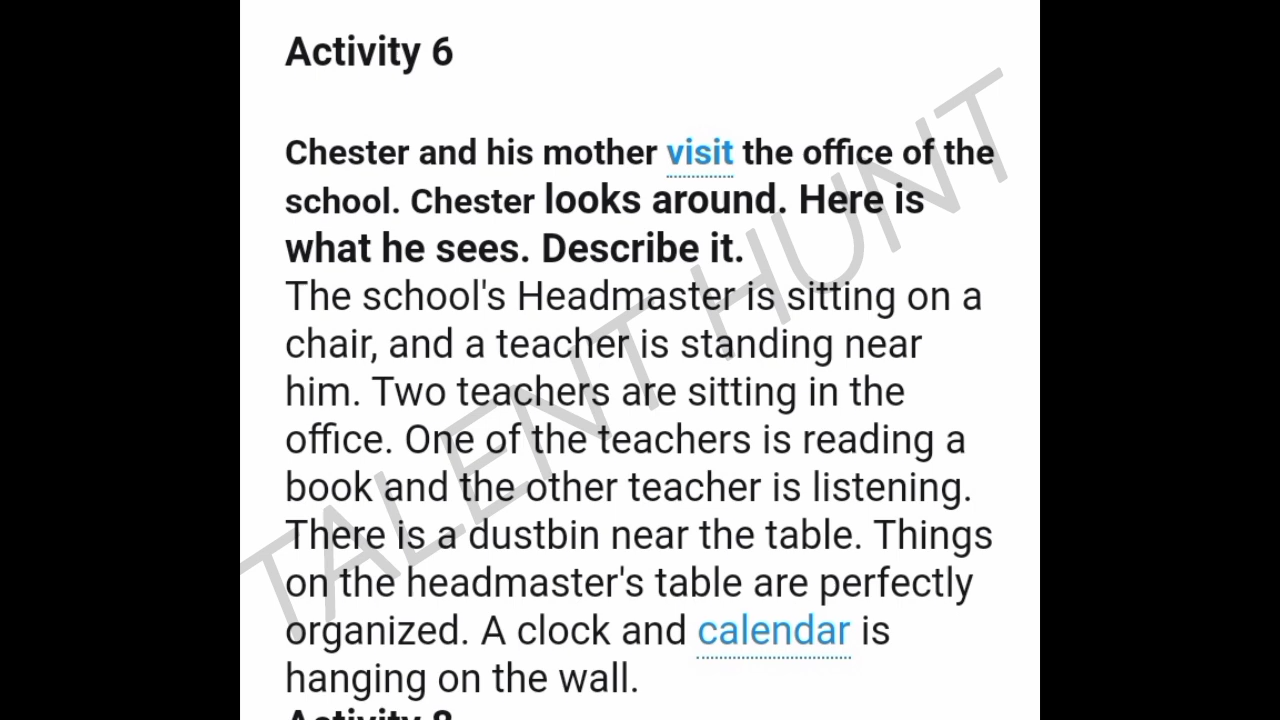 Activity 6
Chester and his mother visit the office of the
school. Chester looks around. Here is
what he sees. Describe it.
The school's Headmaster is sitting on a
chair, and a teacher is standing near
him. Two teachers are sitting in the
office. One of the teachers is reading a
book and the other teacher is listening.
There is a dustbin near the table. Things
on the headmaster's table are perfectly
organized. A clock and calendar is
hanging on the wall.
Activity 8
TALENT HUNT